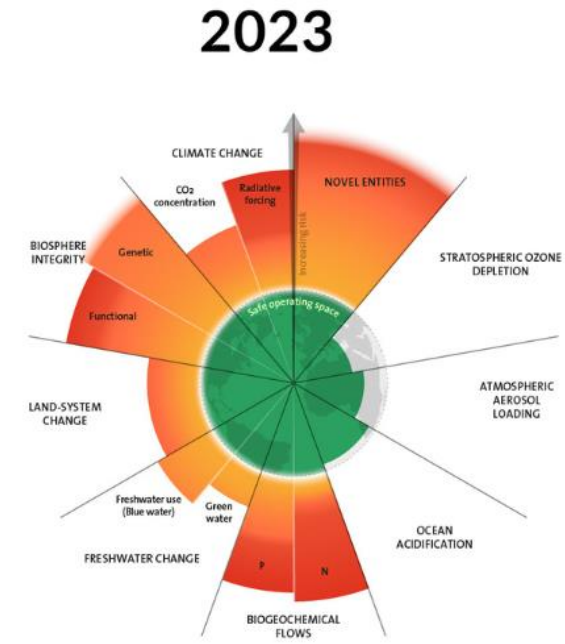 2023
CLIMATE CHANGE
CO₂
concentration
Radiative
forcing
NOVEL ENTITIES
Increasing risk
Safe operating space
STRATOSPHERIC OZONE
DEPLETION
ATMOSPHERIC
AEROSOL
LOADING
OCEAN
ACIDIFICATION
N
P
BIOGEOCHEMICAL
FLOWS
Green
water
Freshwater use
(Blue water)
FRESHWATER CHANGE
LAND-SYSTEM
CHANGE
BIOSPHERE
INTEGRITY
Genetic
Functional